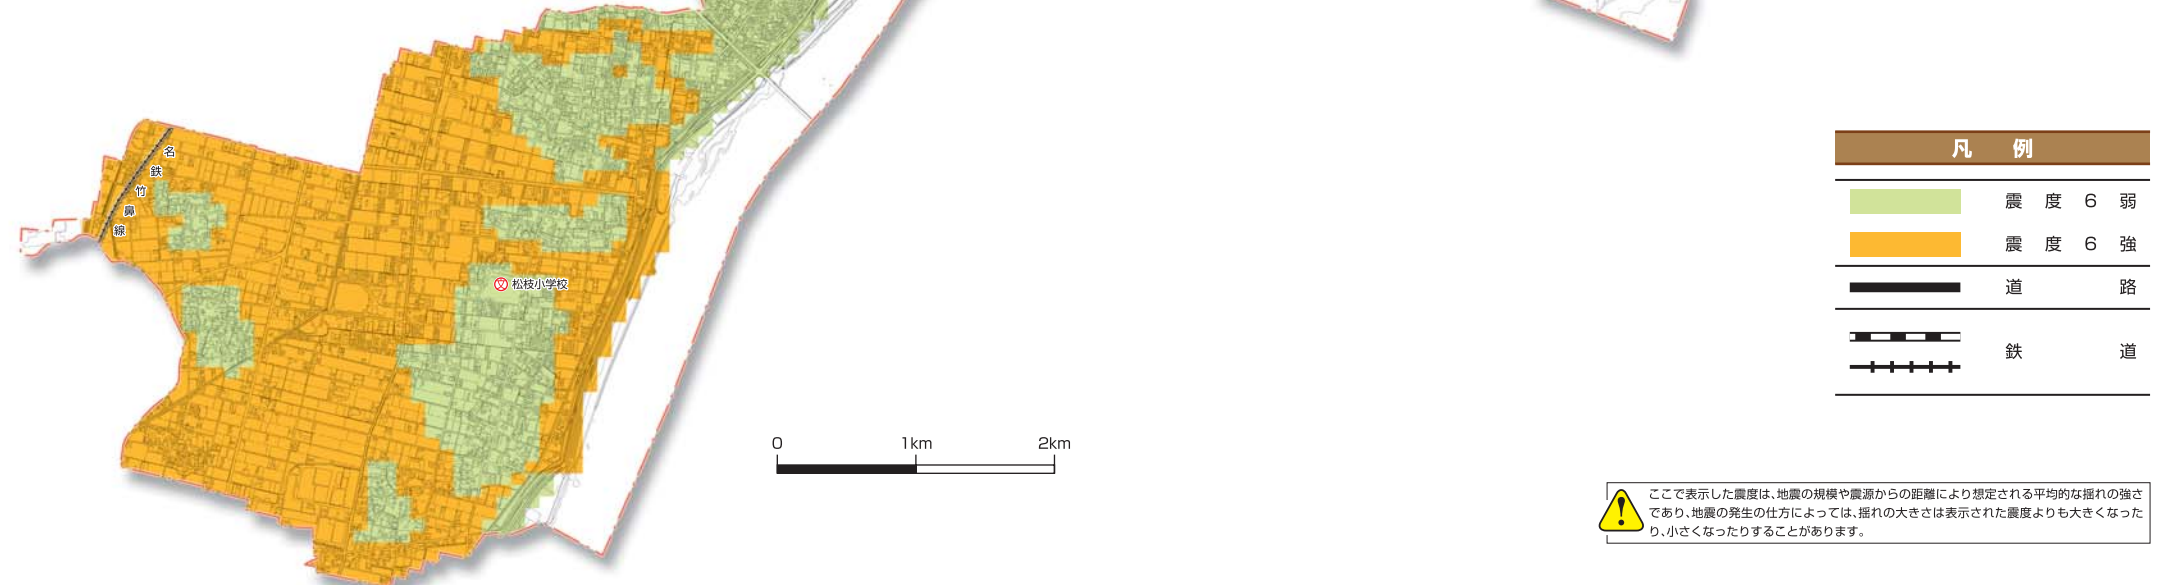 名鉄竹鼻線
文 松枝小学校
0 1km 2km
凡 例
震 度 6 弱
震 度 6 強
道 路
鉄 道
ここで表示した震度は、地震の規模や震源からの距離により想定される平均的な揺れの強さ
であり、地震の発生の仕方によっては、揺れの大きさは表示された震度よりも大きくなった
り、小さくなったりすることがあります。